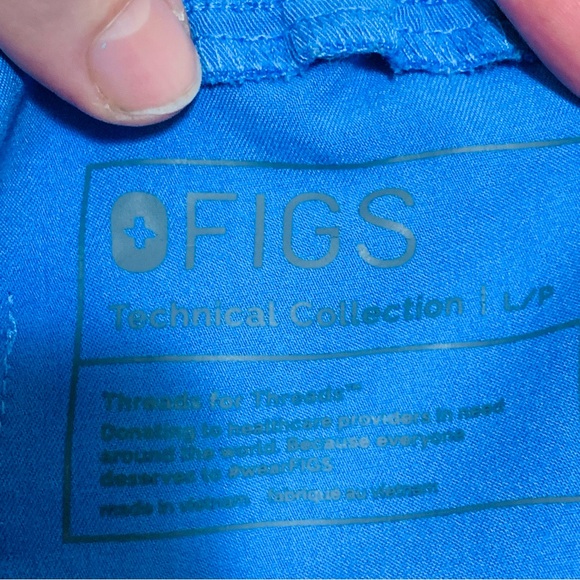 FIGS
Technical Collection | L/P
Threads for Threads™
Donating to healthcare providers in need
around the world. Because everyone
deserves to #wearFIGS
made in vietnam fabriqué au vietnam